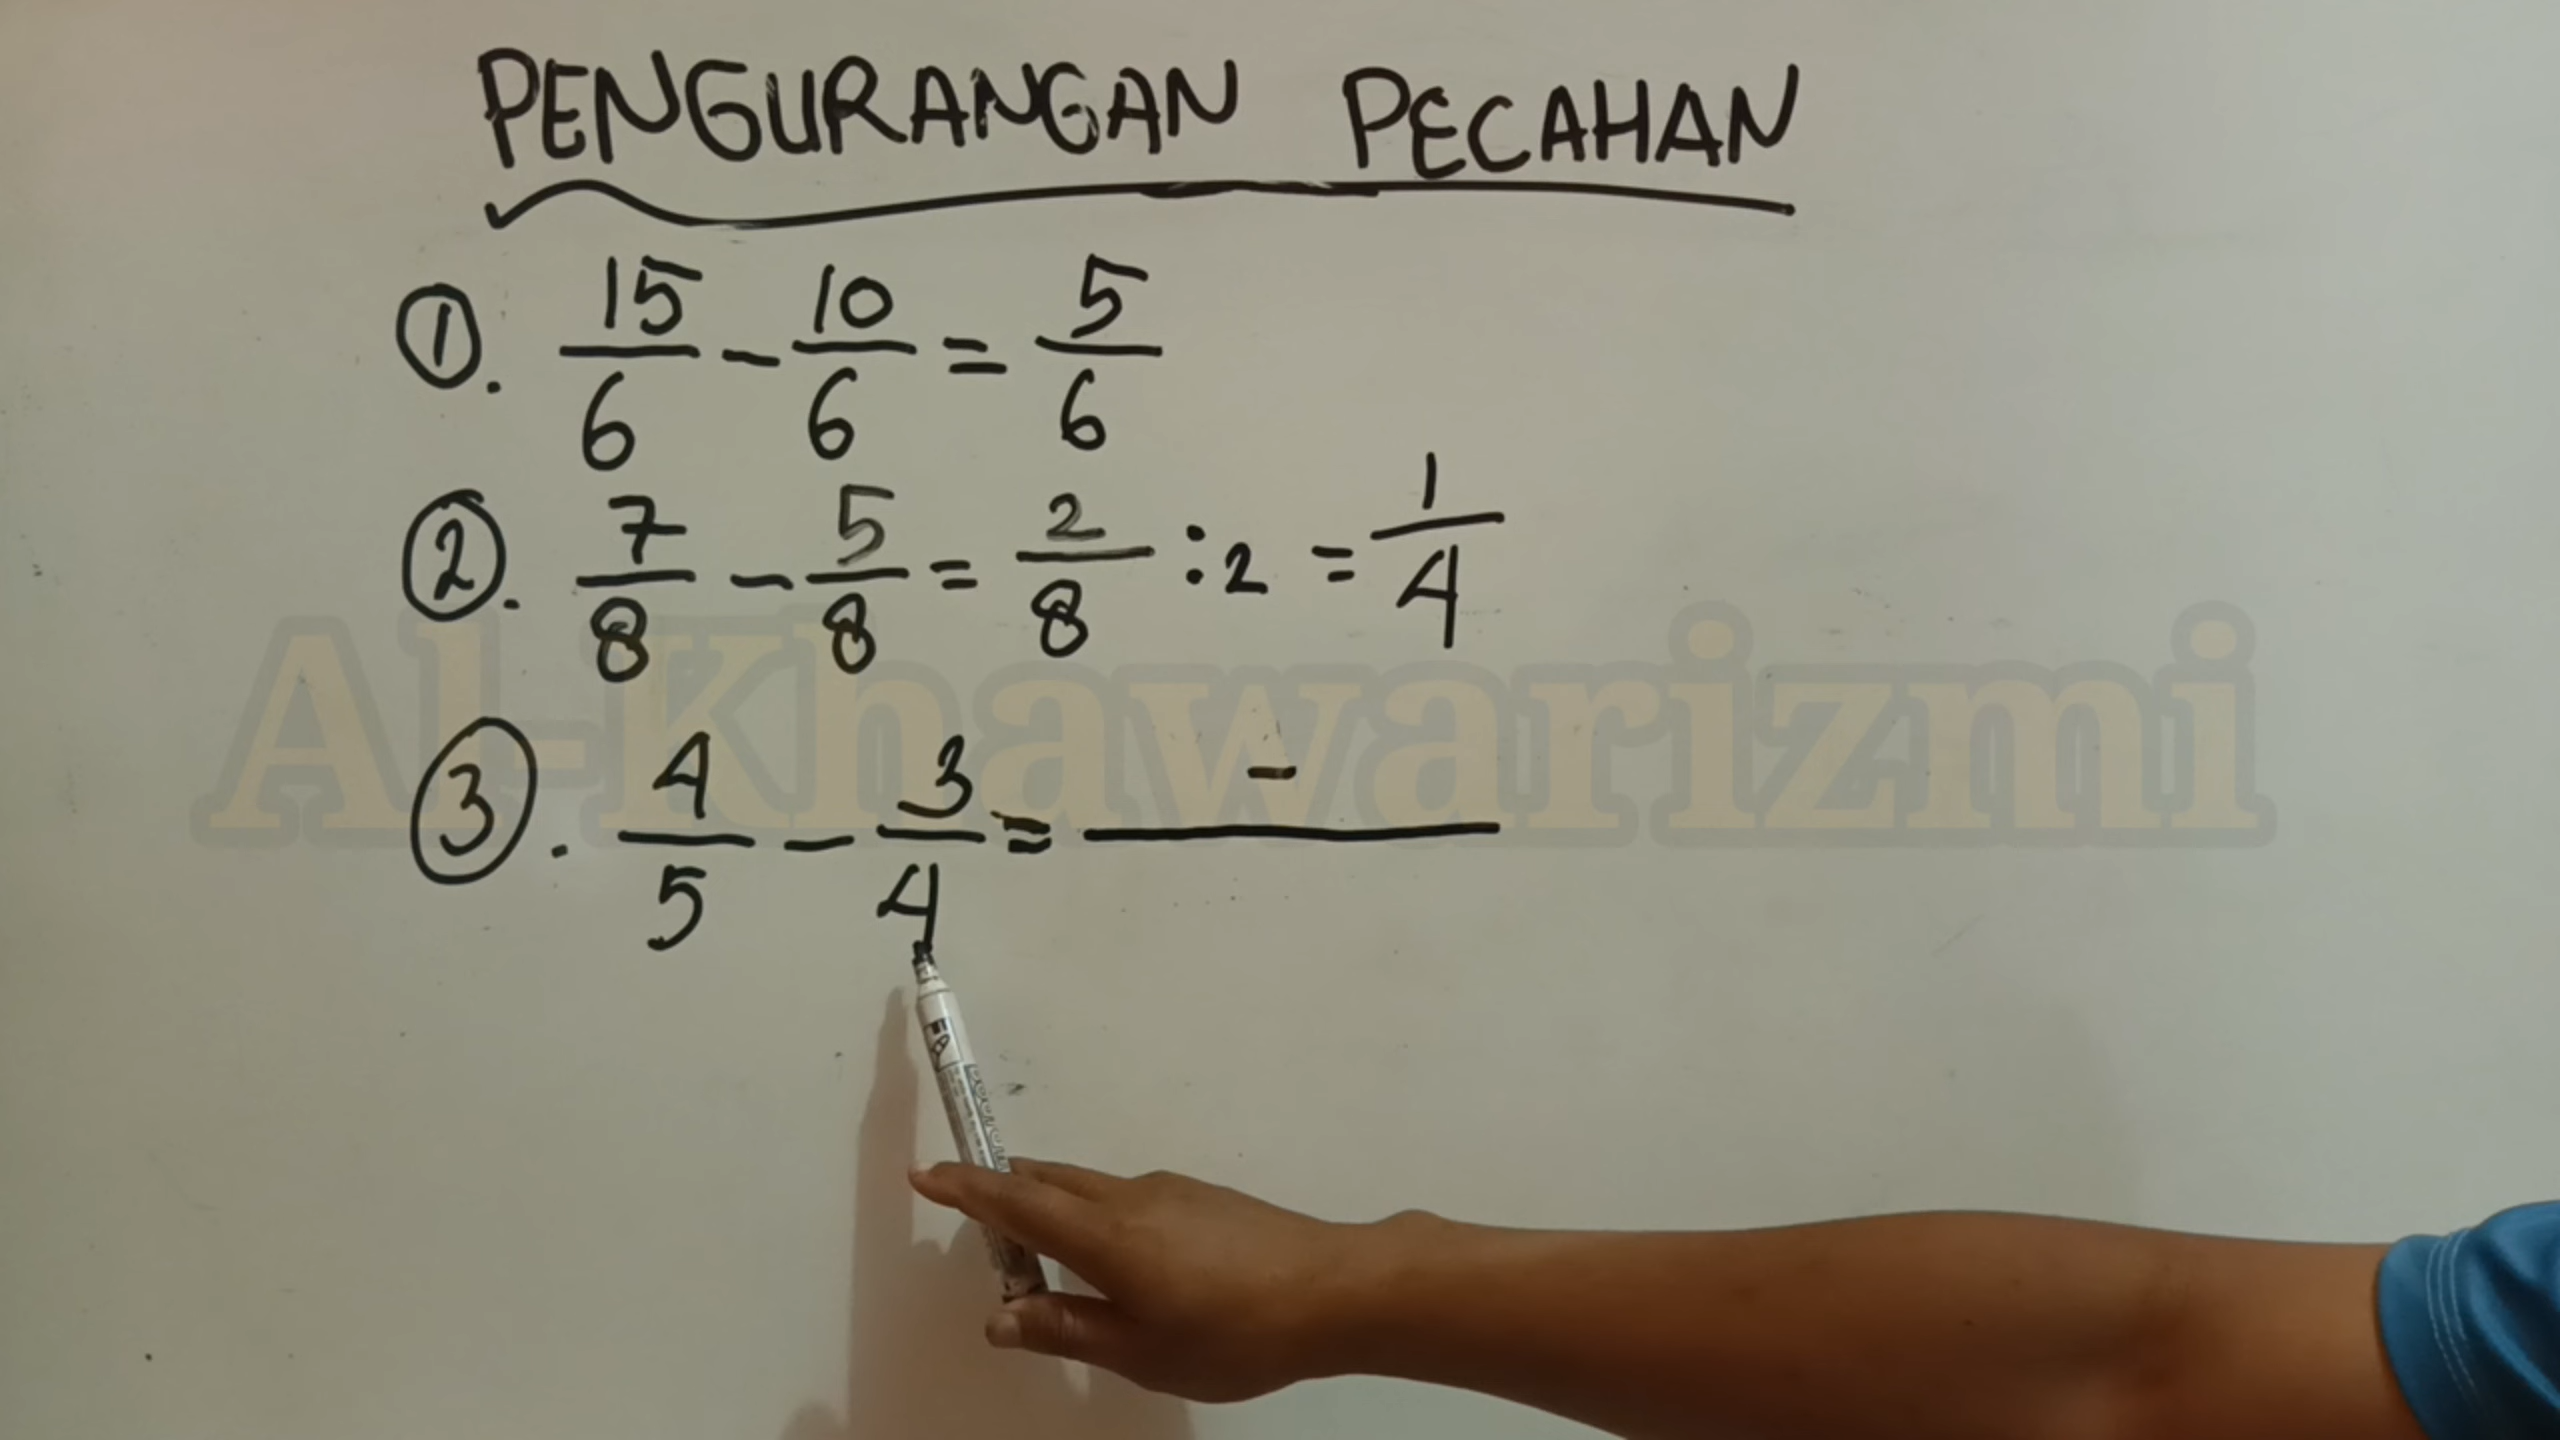 PENGURANGAN PECAHAN
①. 15/6 - 10/6 = 5/6
②. 7/8 - 5/8 = 2/8 : 2 = 1/4
③. 4/5 - 3/4 = -
Al-Khawarizmi